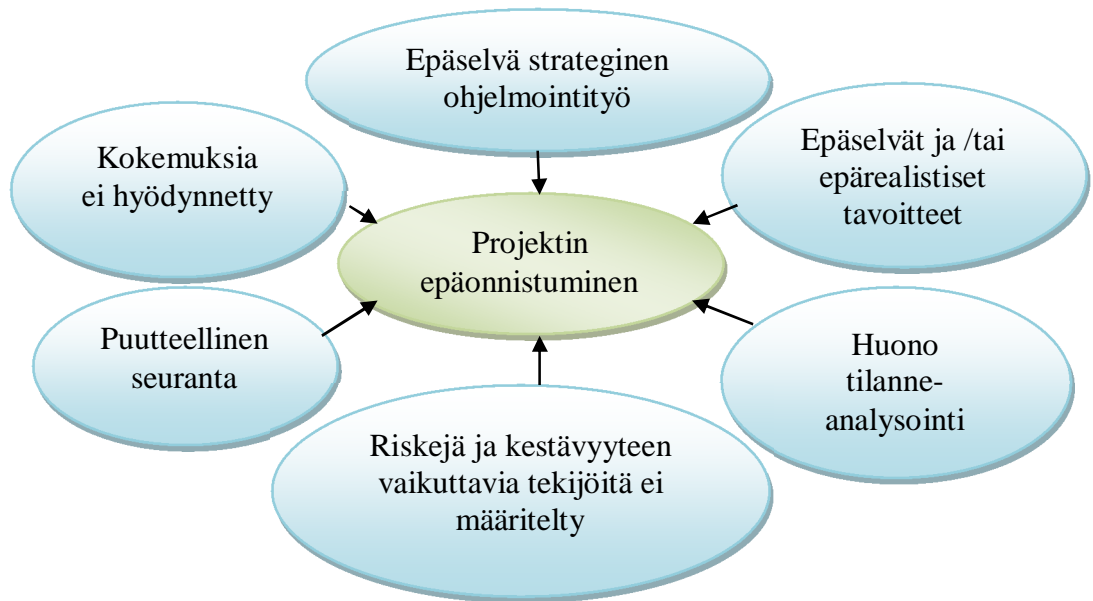 Epäselvä strateginen
ohjelmointityö
Kokemuksia
ei hyödynnetty
Epäselvät ja /tai
epärealistiset
tavoitteet
Projektin
epäonnistuminen
Puutteellinen
seuranta
Huono
tilanne-
analysointi
Riskejä ja kestävyyteen
vaikuttavia tekijöitä ei
määritelty